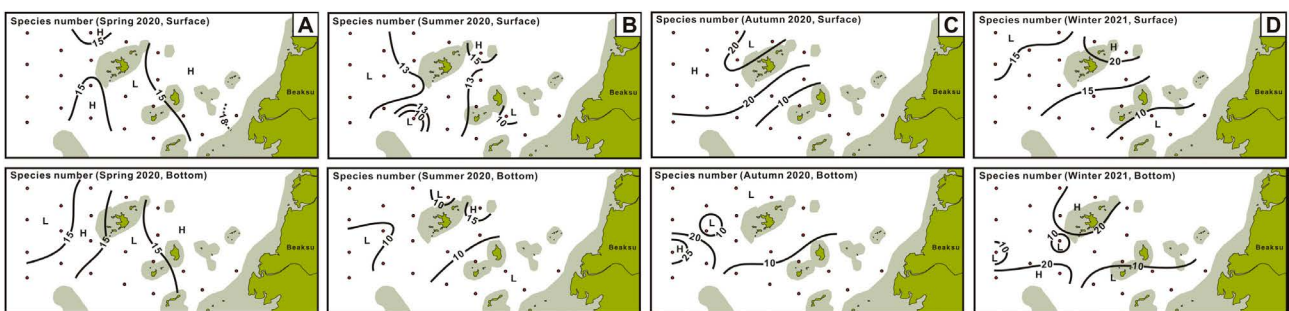 Species number (Spring 2020, Surface)
A
H
15
H
15
L
15
H
18
Beaksu
Species number (Summer 2020, Surface)
B
H
15
L
13
13
13
10
L
L
10
Beaksu
Species number (Autumn 2020, Surface)
C
L
20
20
10
Beaksu
Species number (Winter 2021, Surface)
D
15
L
H
20
15
10
L
Beaksu
Species number (Spring 2020, Bottom)
L
15
H
15
L
15
H
Beaksu
Species number (Summer 2020, Bottom)
L
10
H
15
L
10
10
L
Beaksu
Species number (Autumn 2020, Bottom)
L
L
10
20
H
25
10
Beaksu
Species number (Winter 2021, Bottom)
H
20
10
L
10
L
20
H
10
L
Beaksu